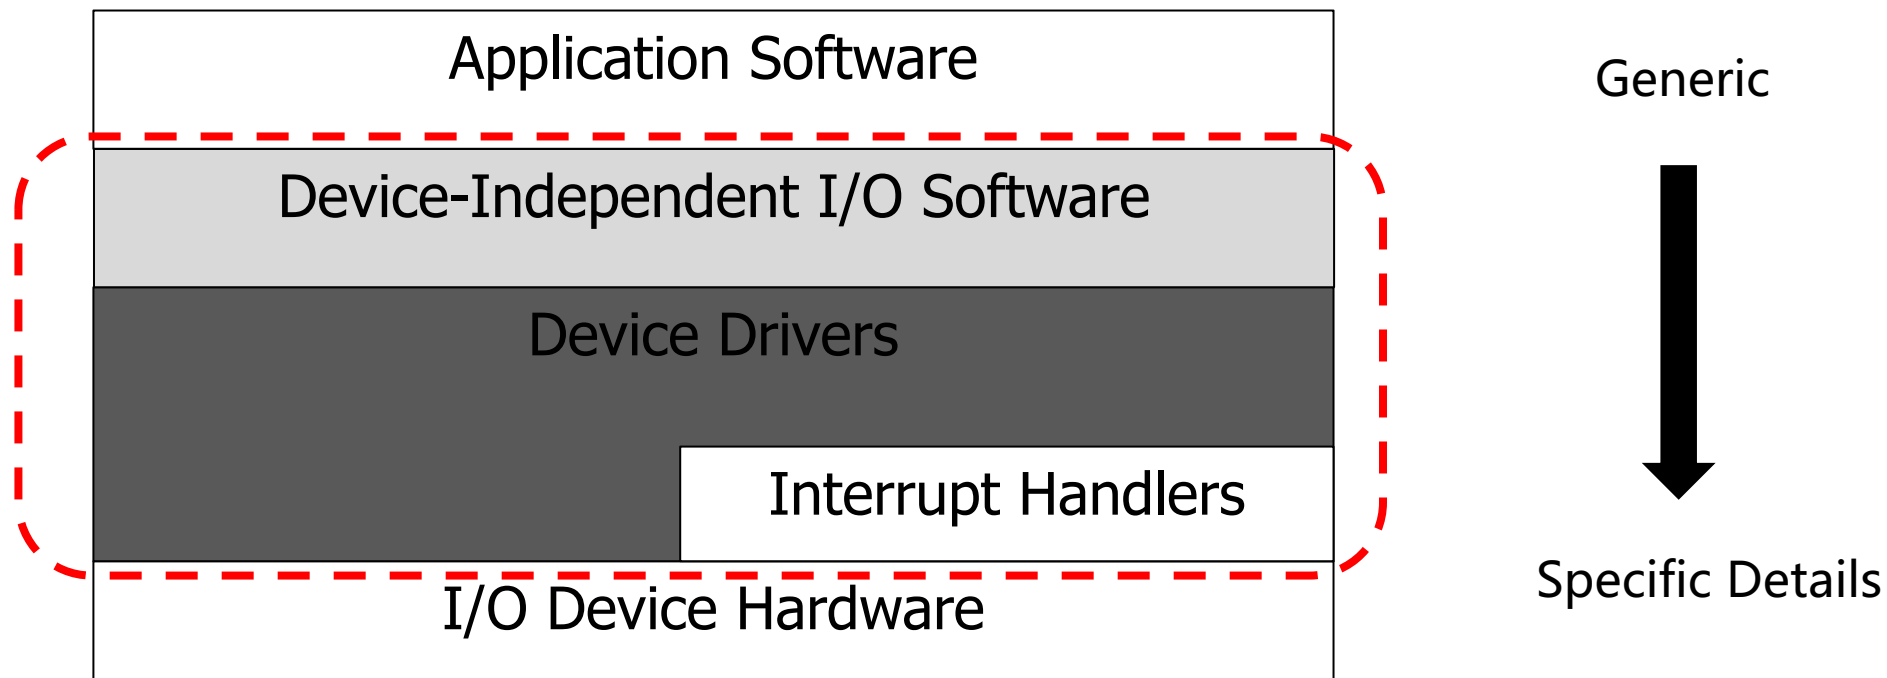 Application Software
Generic
Device-Independent I/O Software
Device Drivers
Interrupt Handlers
Specific Details
I/O Device Hardware